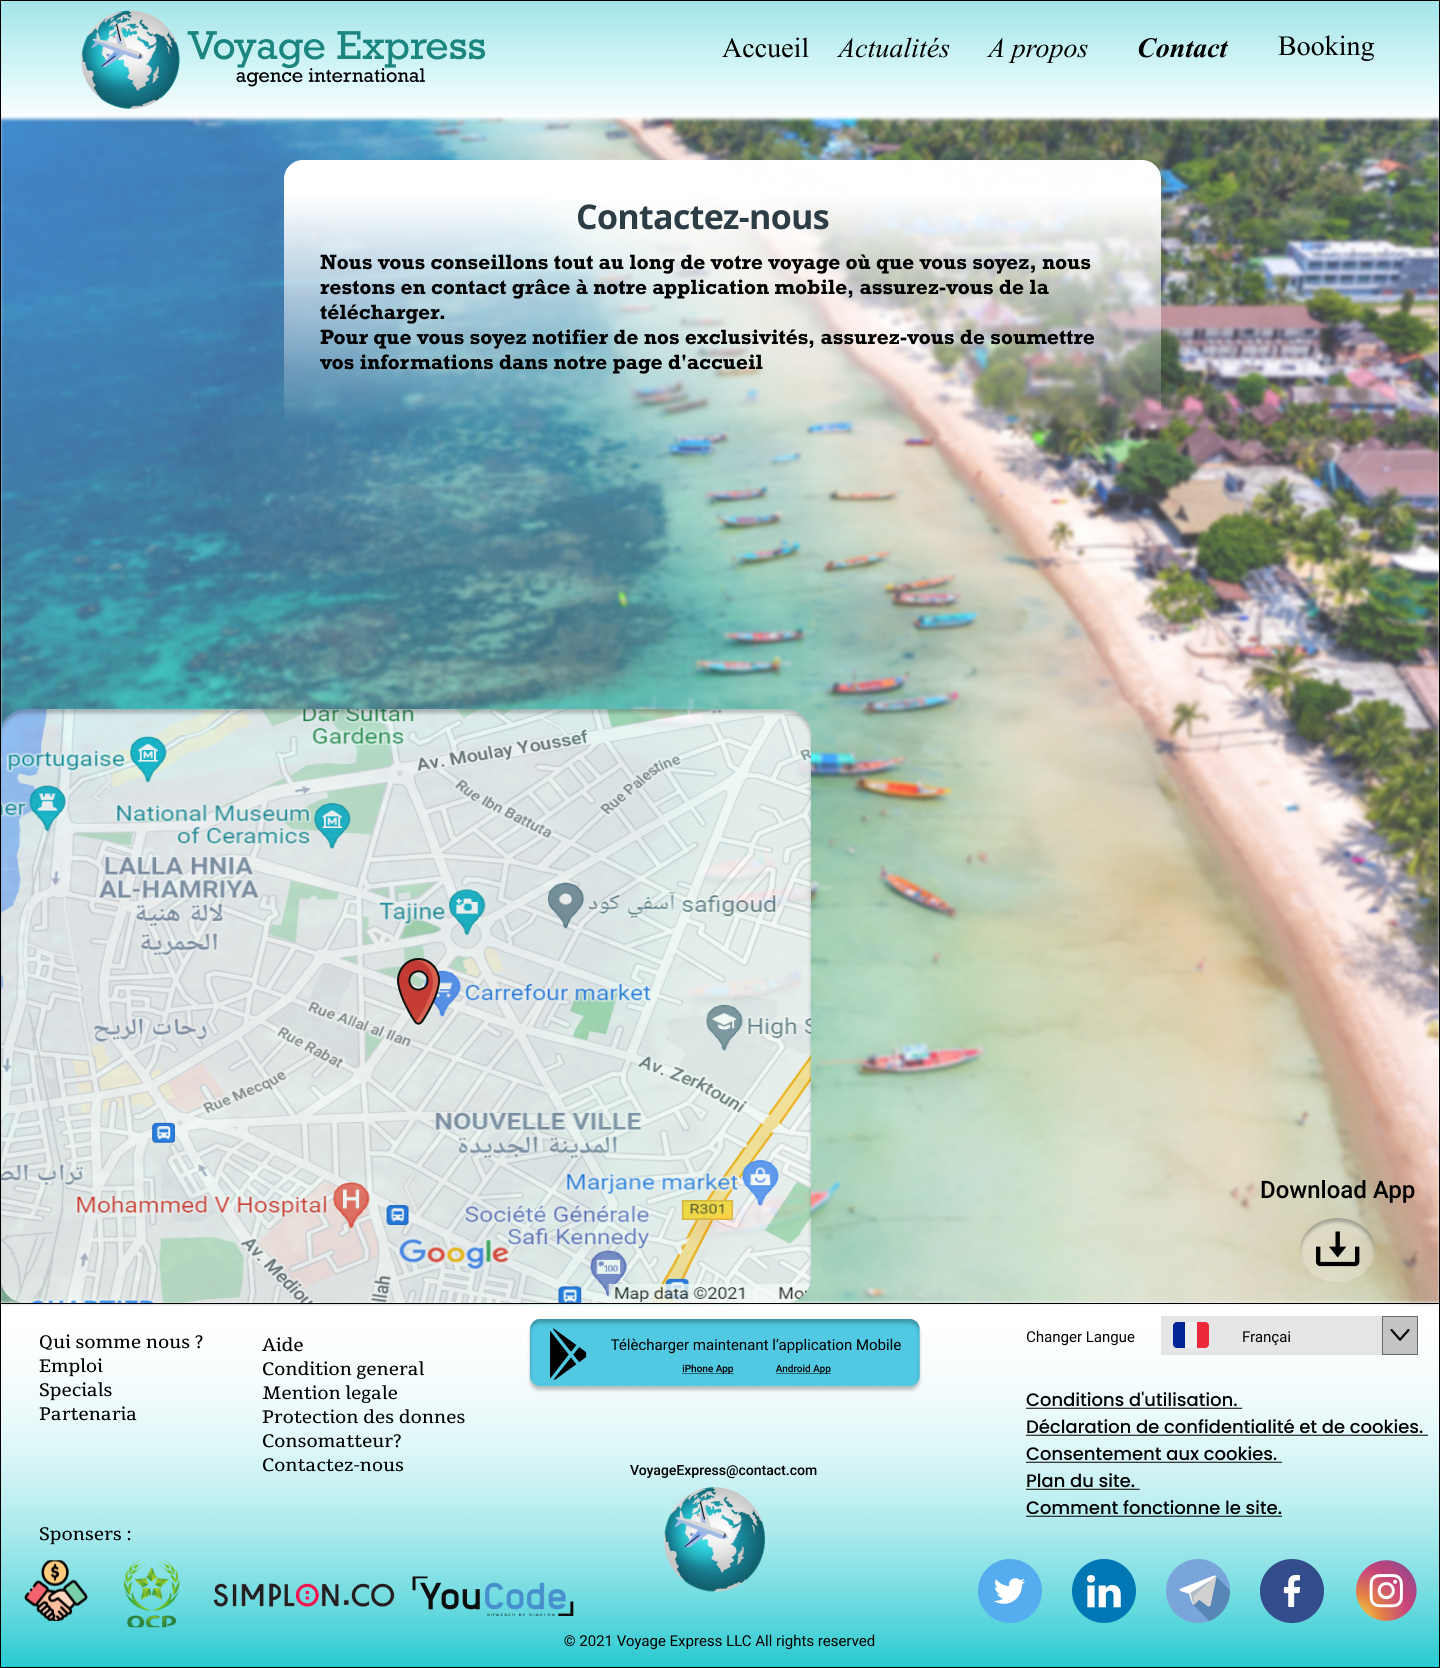 Voyage Express
agence international
Accueil
Actualités
A propos
Contact
Booking
Contactez-nous
Nous vous conseillons tout au long de votre voyage où que vous soyez, nous
restons en contact grâce à notre application mobile, assurez-vous de la
télécharger.
Pour que vous soyez notifier de nos exclusivités, assurez-vous de soumettre
vos informations dans notre page d'accueil
Dar Sultan
Gardens
portugaise
Av. Moulay Youssef
Rue Palestine
Rue Ibn Battuta
er
National Museum
of Ceramics
LALLA HNIA
AL-HAMRIYA
لالة هنية
الحمرية
Tajine
آسفي كود safigoud
Carrefour market
رحات الريح
Rue Allal al Ilan
Rue Rabat
High S
Rue Mecque
Av. Zerktouni
NOUVELLE VILLE
المدينة الجديدة
تراب الص
Marjane market
Mohammed V Hospital
R301
Société Générale
Safi Kennedy
Av. Mediou
llah
Google
Map data ©2021
Download App
Qui somme nous ?
Emploi
Specials
Partenaria
Aide
Condition general
Mention legale
Protection des donnes
Consomatteur?
Contactez-nous
Télècharger maintenant l’application Mobile
iPhone App
Android App
VoyageExpress@contact.com
Changer Langue
Françai
Conditions d'utilisation.
Déclaration de confidentialité et de cookies.
Consentement aux cookies.
Plan du site.
Comment fonctionne le site.
Sponsers :
OCP
SIMPLON.CO
YouCode
POWERED BY SIMPLON
© 2021 Voyage Express LLC All rights reserved